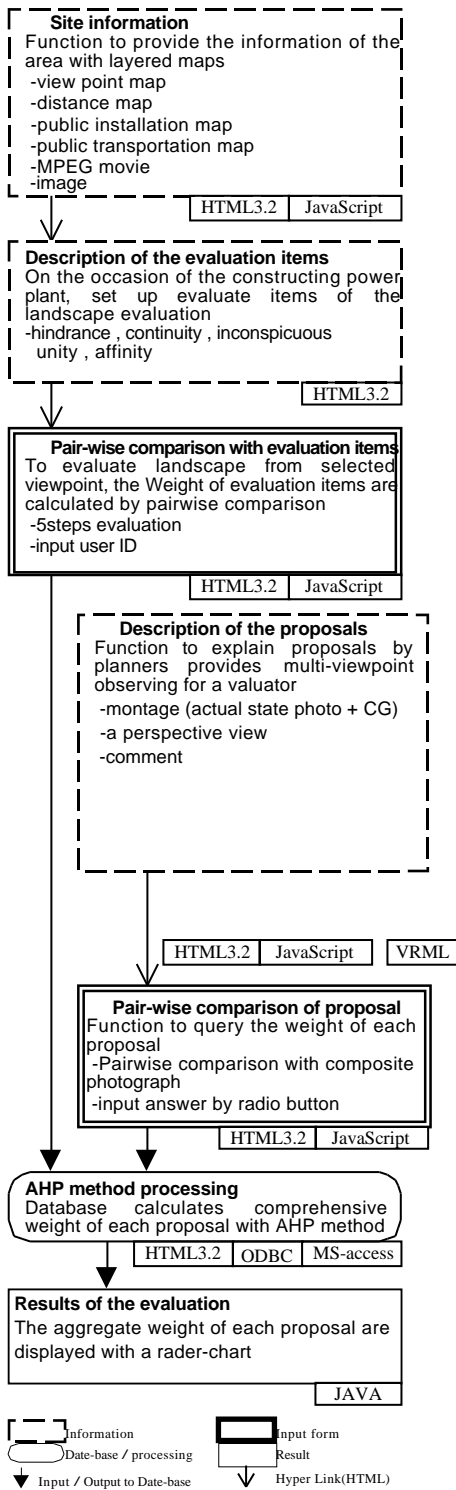 Site information
Function to provide the information of the
area with layered maps
-view point map
-distance map
-public installation map
-public transportation map
-MPEG movie
-image
HTML3.2 JavaScript
Description of the evaluation items
On the occasion of the constructing power
plant, set up evaluate items of the
landscape evaluation
-hindrance , continuity , inconspicuous
unity , affinity
HTML3.2
Pair-wise comparison with evaluation items
To evaluate landscape from selected
viewpoint, the Weight of evaluation items are
calculated by pairwise comparison
-5steps evaluation
-input user ID
HTML3.2 JavaScript
Description of the proposals
Function to explain proposals by
planners provides multi-viewpoint
observing for a valuator
-montage (actual state photo + CG)
-a perspective view
-comment
HTML3.2 JavaScript VRML
Pair-wise comparison of proposal
Function to query the weight of each
proposal
-Pairwise comparison with composite
photograph
-input answer by radio button
HTML3.2 JavaScript
AHP method processing
Database calculates comprehensive
weight of each proposal with AHP method
HTML3.2 ODBC MS-access
Results of the evaluation
The aggregate weight of each proposal are
displayed with a rader-chart
JAVA
Information Input form
Date-base / processing Result
Input / Output to Date-base Hyper Link(HTML)